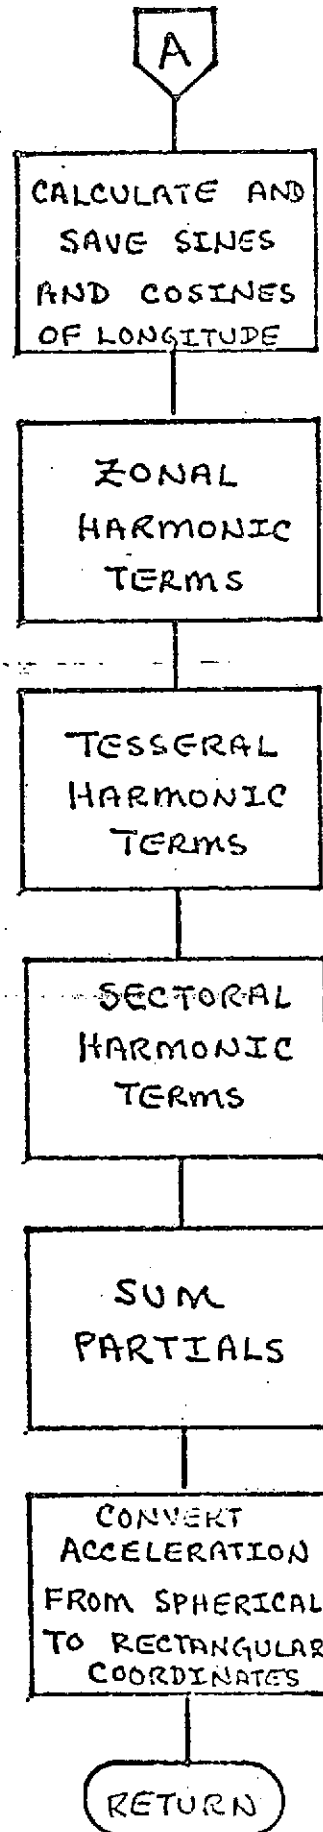 A
CALCULATE AND
SAVE SINES
AND COSINES
OF LONGITUDE
ZONAL
HARMONIC
TERMS
TESSERAL
HARMONIC
TERMS
SECTORAL
HARMONIC
TERMS
SUM
PARTIALS
CONVERT
ACCELERATION
FROM SPHERICAL
TO RECTANGULAR
COORDINATES
RETURN